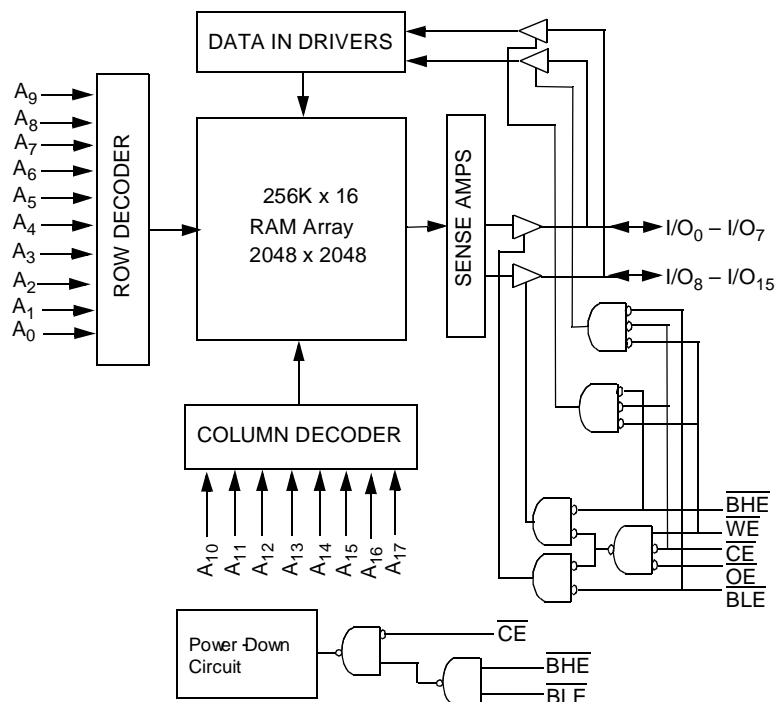 DATA IN DRIVERS
A9
A8
A7
A6
A5
A4
A3
A2
A1
A0
ROW DECODER
256K x 16
RAM Array
2048 x 2048
SENSE AMPS
I/O0 – I/O7
I/O8 – I/O15
COLUMN DECODER
A10
A11
A12
A13
A14
A15
A16
A17
BHE
WE
CE
OE
BLE
Power-Down
Circuit
CE
BHE
BLE